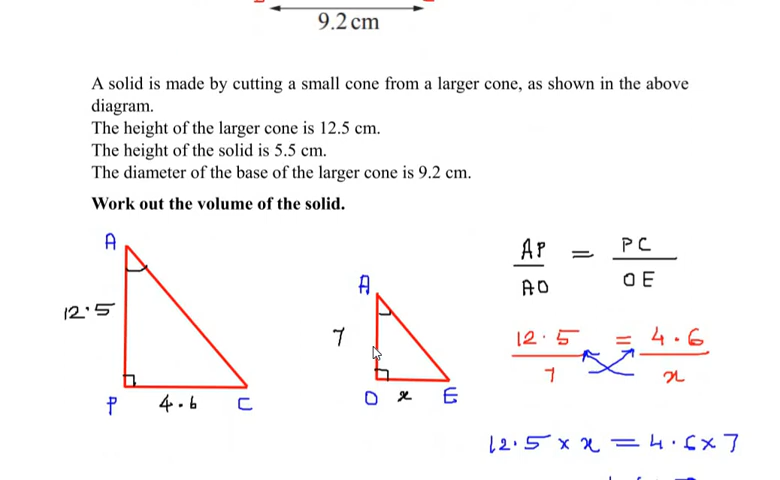 9.2 cm
A solid is made by cutting a small cone from a larger cone, as shown in the above
diagram.
The height of the larger cone is 12.5 cm.
The height of the solid is 5.5 cm.
The diameter of the base of the larger cone is 9.2 cm.
Work out the volume of the solid.
A
12.5
P 4.6 C
A
7
O x E
AP/AO = PC/OE
12.5/7 = 4.6/x
12.5 × x = 4.6 × 7